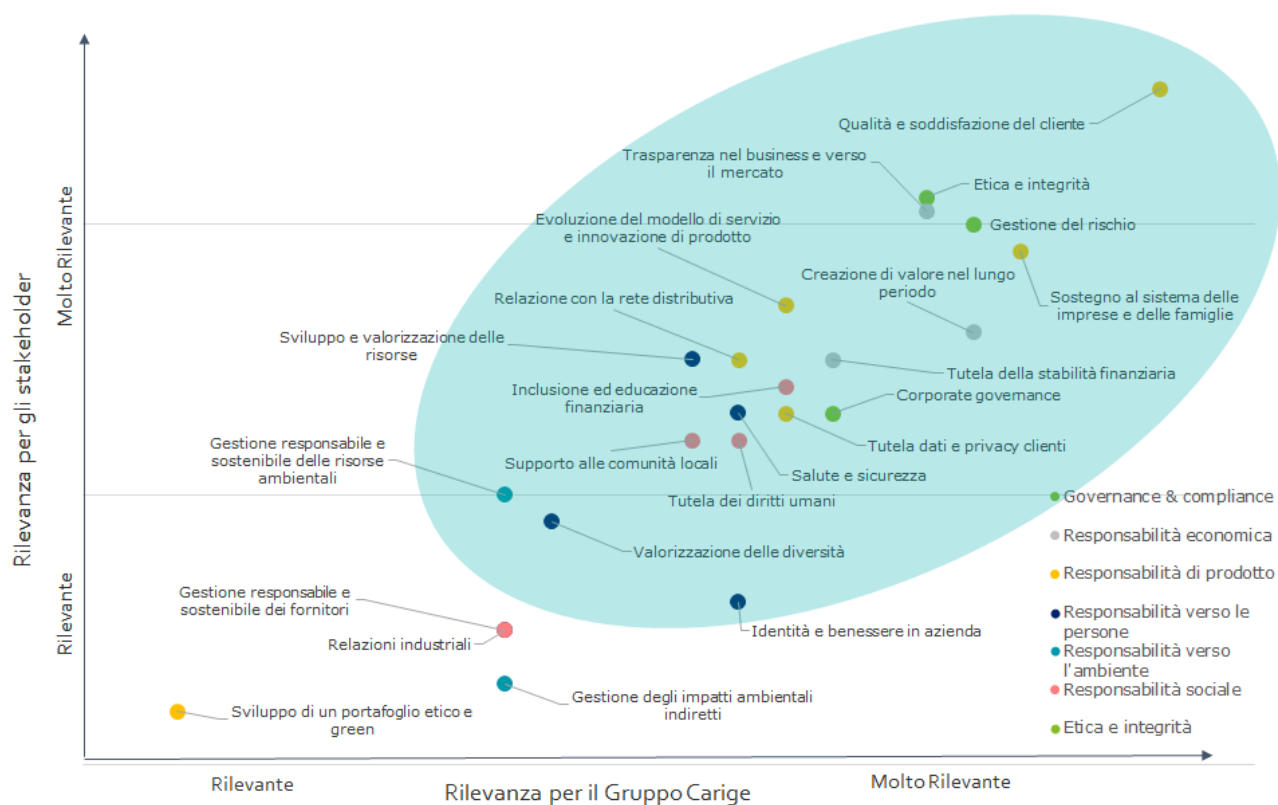 Qualità e soddisfazione del cliente
Trasparenza nel business e verso
il mercato
Etica e integrità
Evoluzione del modello di servizio
e innovazione di prodotto
Gestione del rischio
Creazione di valore nel lungo
periodo
Relazione con la rete distributiva
Sostegno al sistema delle
imprese e delle famiglie
Sviluppo e valorizzazione delle
risorse
Tutela della stabilità finanziaria
Inclusione ed educazione
finanziaria
Corporate governance
Gestione responsabile e
sostenibile delle risorse
ambientali
Tutela dati e privacy clienti
Supporto alle comunità locali
Salute e sicurezza
Tutela dei diritti umani
Valorizzazione delle diversità
Gestione responsabile e
sostenibile dei fornitori
Relazioni industriali
Identità e benessere in azienda
Gestione degli impatti ambientali
indiretti
Sviluppo di un portafoglio etico e
green
Governance & compliance
Responsabilità economica
Responsabilità di prodotto
Responsabilità verso le
persone
Responsabilità verso
l'ambiente
Responsabilità sociale
Etica e integrità
Rilevanza per gli stakeholder
Molto Rilevante
Rilevante
Rilevante
Rilevanza per il Gruppo Carige
Molto Rilevante